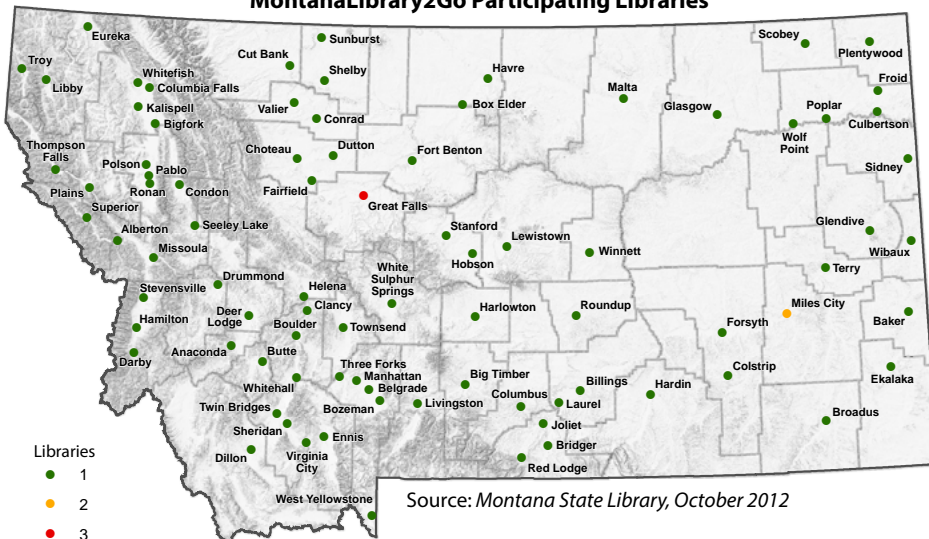 MontanaLibrary2Go Participating Libraries
Eureka
Sunburst
Scobey
Plentywood
Cut Bank
Troy
Libby
Whitefish
Columbia Falls
Shelby
Havre
Malta
Froid
Kalispell
Valier
Box Elder
Glasgow
Poplar
Bigfork
Conrad
Culbertson
Wolf
Point
Thompson
Falls
Choteau
Dutton
Fort Benton
Polson
Pablo
Sidney
Plains
Ronan
Condon
Fairfield
Great Falls
Superior
Seeley Lake
Stanford
Glendive
Alberton
Lewistown
Missoula
Hobson
Winnett
Wibaux
White
Sulphur
Springs
Terry
Drummond
Stevensville
Helena
Clancy
Harlowton
Roundup
Miles City
Deer
Lodge
Hamilton
Boulder
Townsend
Forsyth
Baker
Darby
Anaconda
Butte
Three Forks
Manhattan
Belgrade
Big Timber
Billings
Hardin
Colstrip
Ekalaka
Whitehall
Columbus
Laurel
Twin Bridges
Bozeman
Livingston
Broadus
Sheridan
Ennis
Joliet
Bridger
Virginia
City
Dillon
Red Lodge
West Yellowstone
Libraries
1
2
3
Source: Montana State Library, October 2012